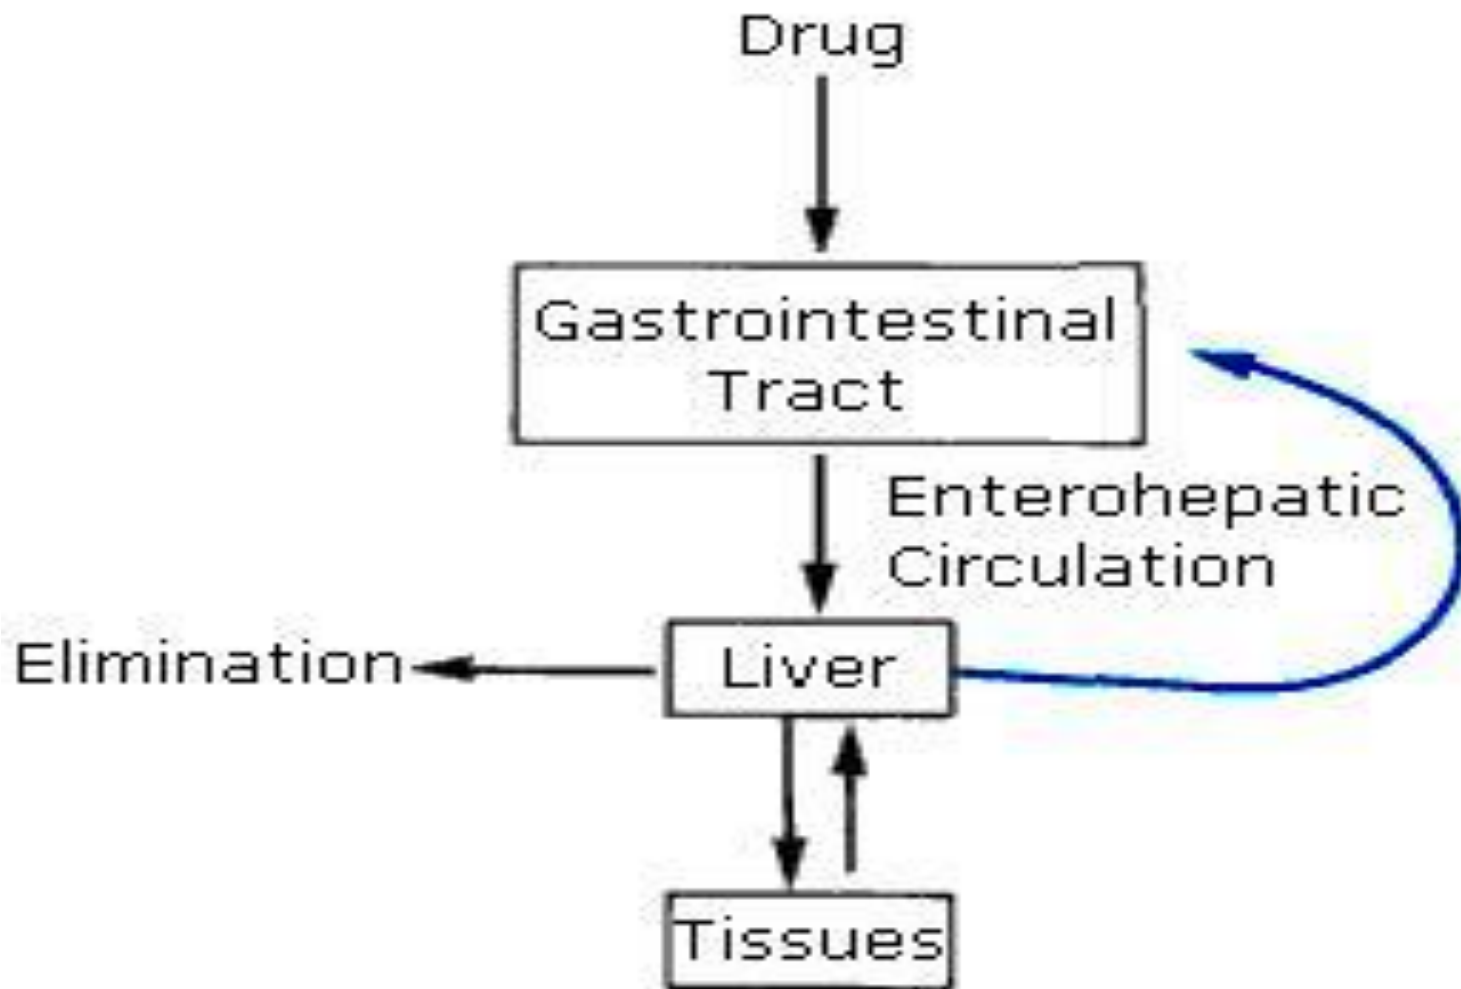 Drug
Gastrointestinal
Tract
Enterohepatic
Circulation
Elimination
Liver
Tissues